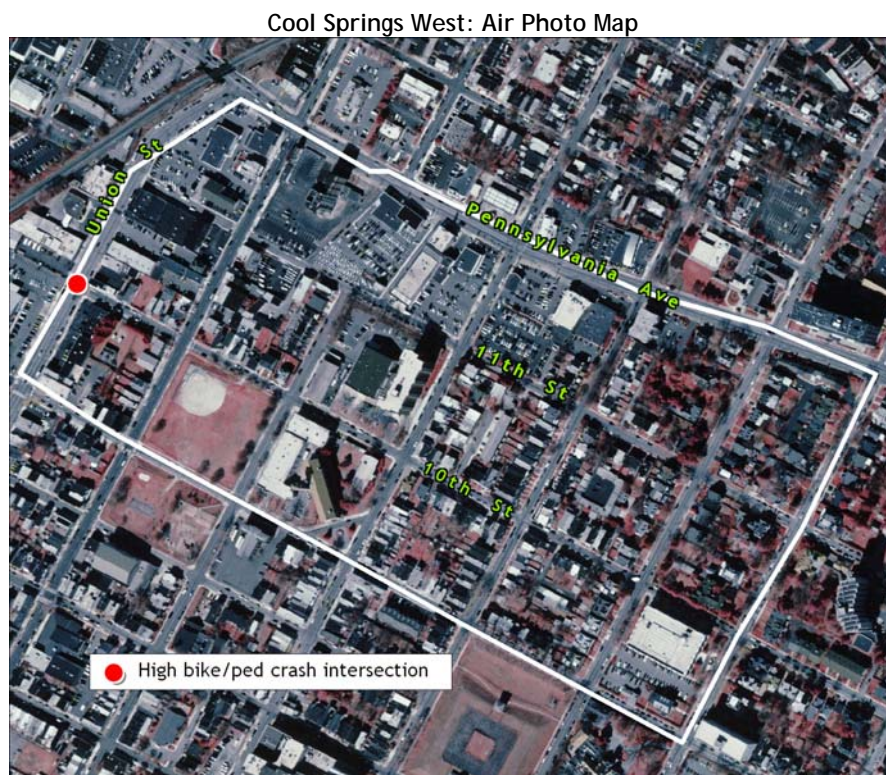 Cool Springs West: Air Photo Map
Union St
Pennsylvania Ave
11th St
10th St
High bike/ped crash intersection